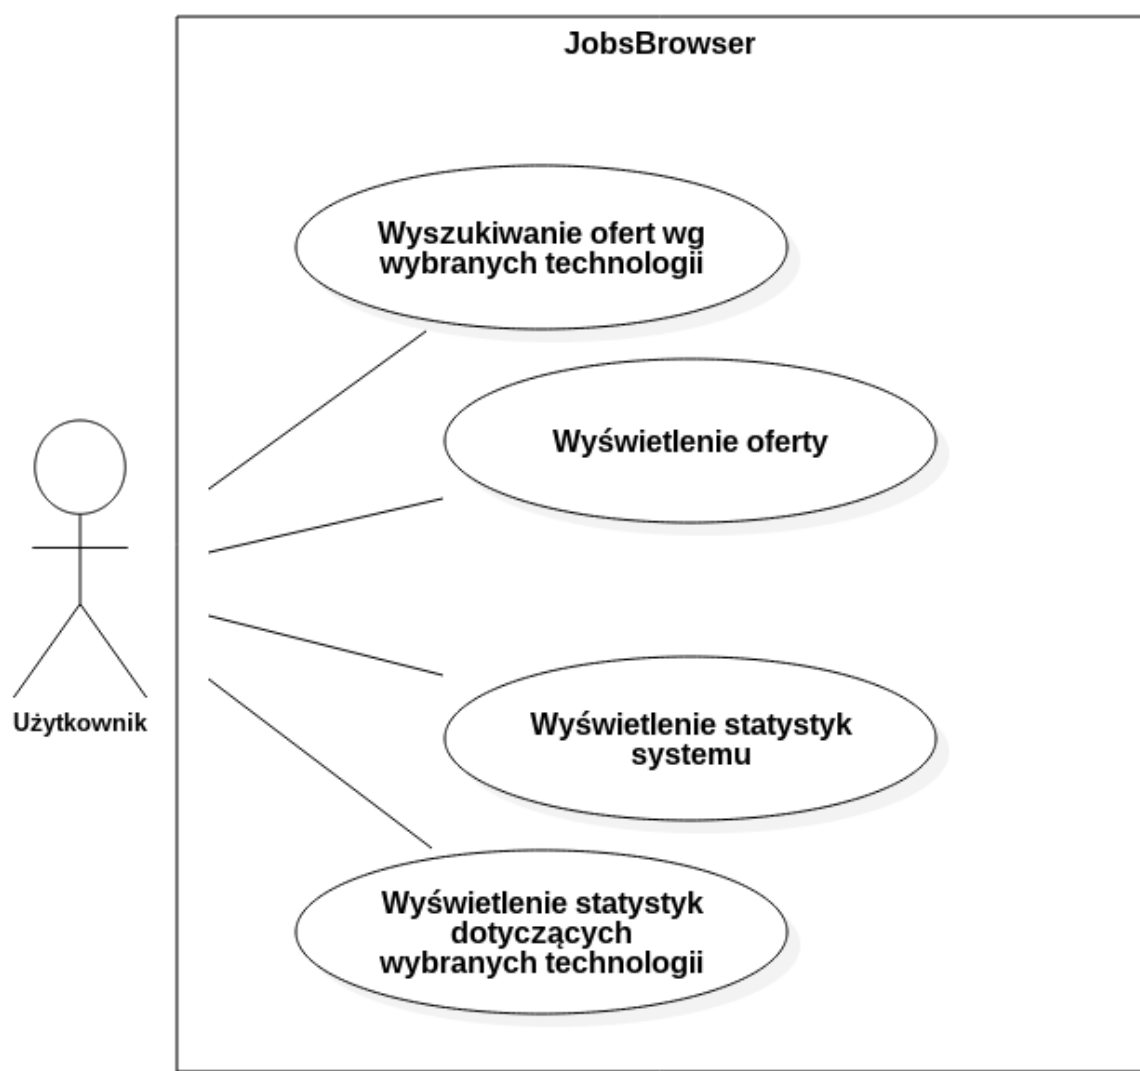 JobsBrowser
Wyszukiwanie ofert wg
wybranych technologii
Wyświetlenie oferty
Użytkownik
Wyświetlenie statystyk
systemu
Wyświetlenie statystyk
dotyczących
wybranych technologii